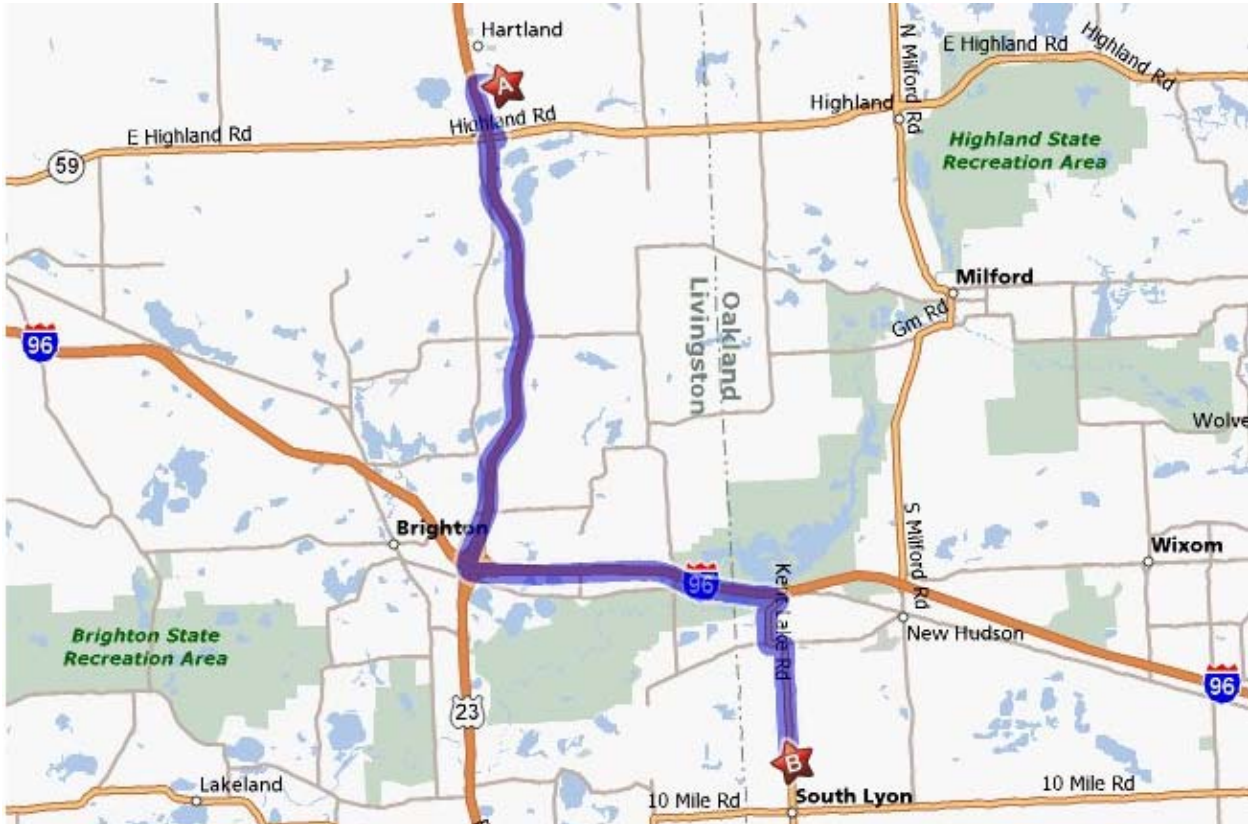 Hartland
A
N Milford Rd
E Highland Rd
Highland Rd
Highland
Highland Rd
E Highland Rd
59
Highland State
Recreation Area
Milford
Oakland
Livingston
Gm Rd
96
Wolve
S Milford Rd
Brighton
Wixom
96
Lake Rd
New Hudson
Brighton State
Recreation Area
96
23
B
Lakeland
10 Mile Rd
South Lyon
10 Mile Rd